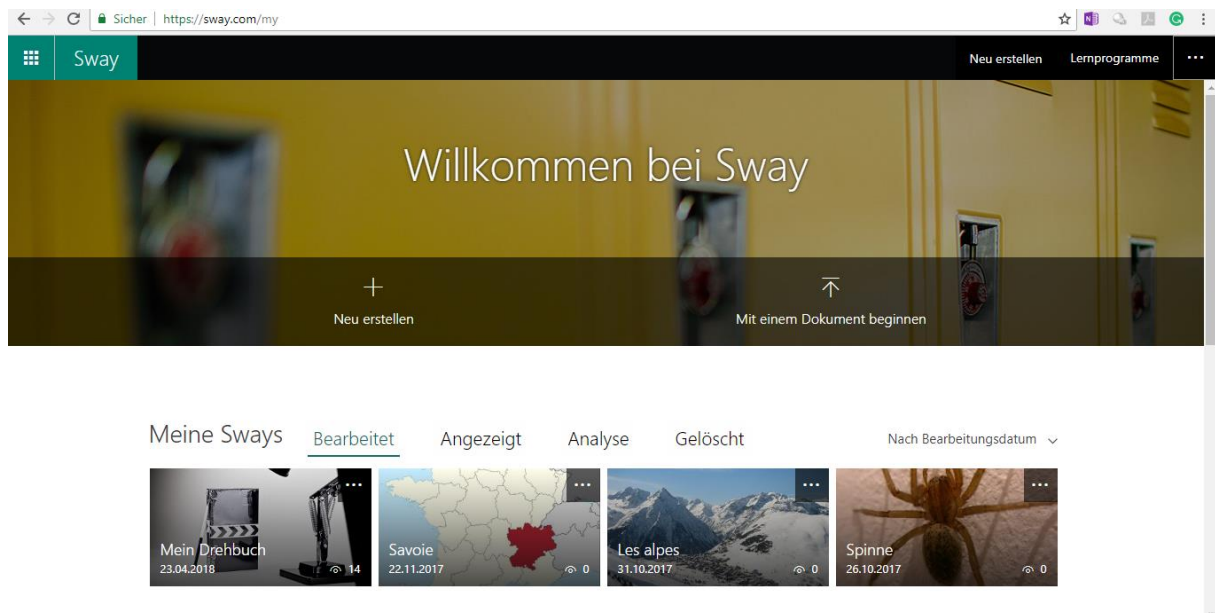 Sicher | https://sway.com/my
Sway
Neu erstellen
Lernprogramme
Willkommen bei Sway
Neu erstellen
Mit einem Dokument beginnen
Meine Sways
Bearbeitet
Angezeigt
Analyse
Gelöscht
Nach Bearbeitungsdatum
Mein Drehbuch
23.04.2018
14
Savoie
22.11.2017
0
Les alpes
31.10.2017
0
Spinne
26.10.2017
0